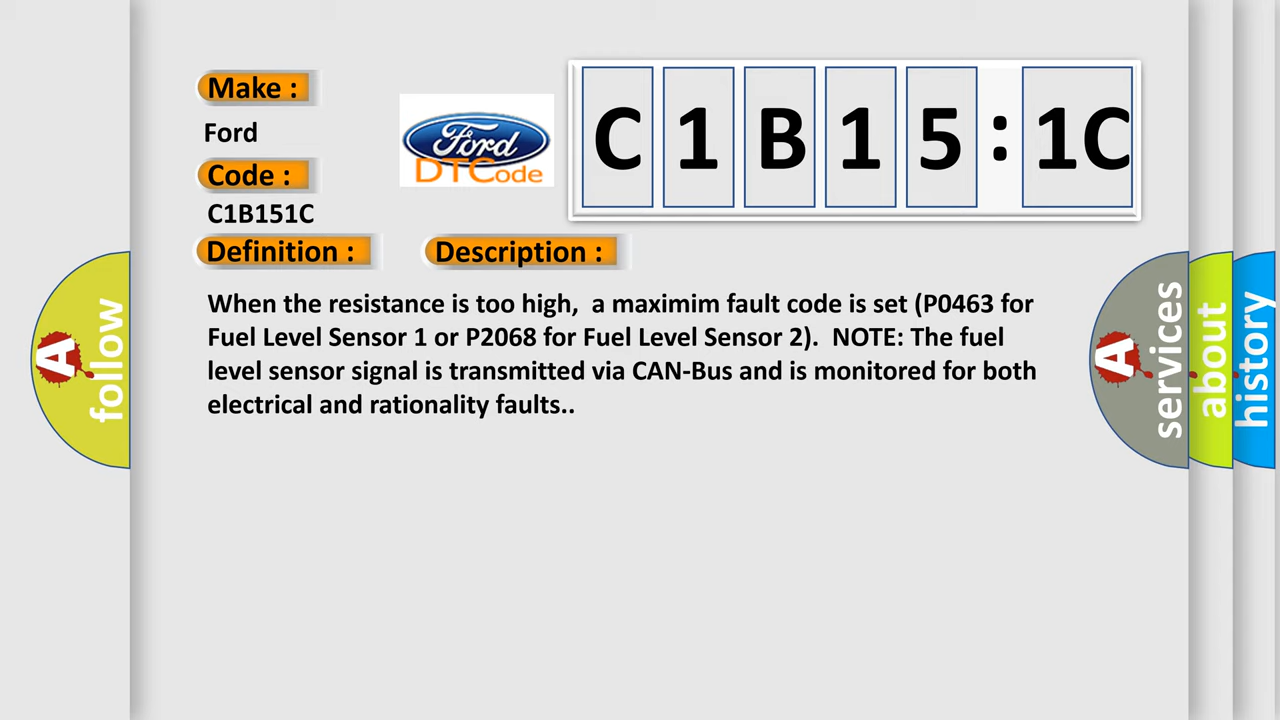 Make :
Ford
Code :
C1B151C
Ford
DTCode
C1B15:1C
Definition :
Description :
When the resistance is too high,  a maximim fault code is set (P0463 for
Fuel Level Sensor 1 or P2068 for Fuel Level Sensor 2)  NOTE: The fuel
level sensor signal is transmitted via CAN-Bus and is monitored for both
electrical and rationality faults..
A
follow
A
services
about
history